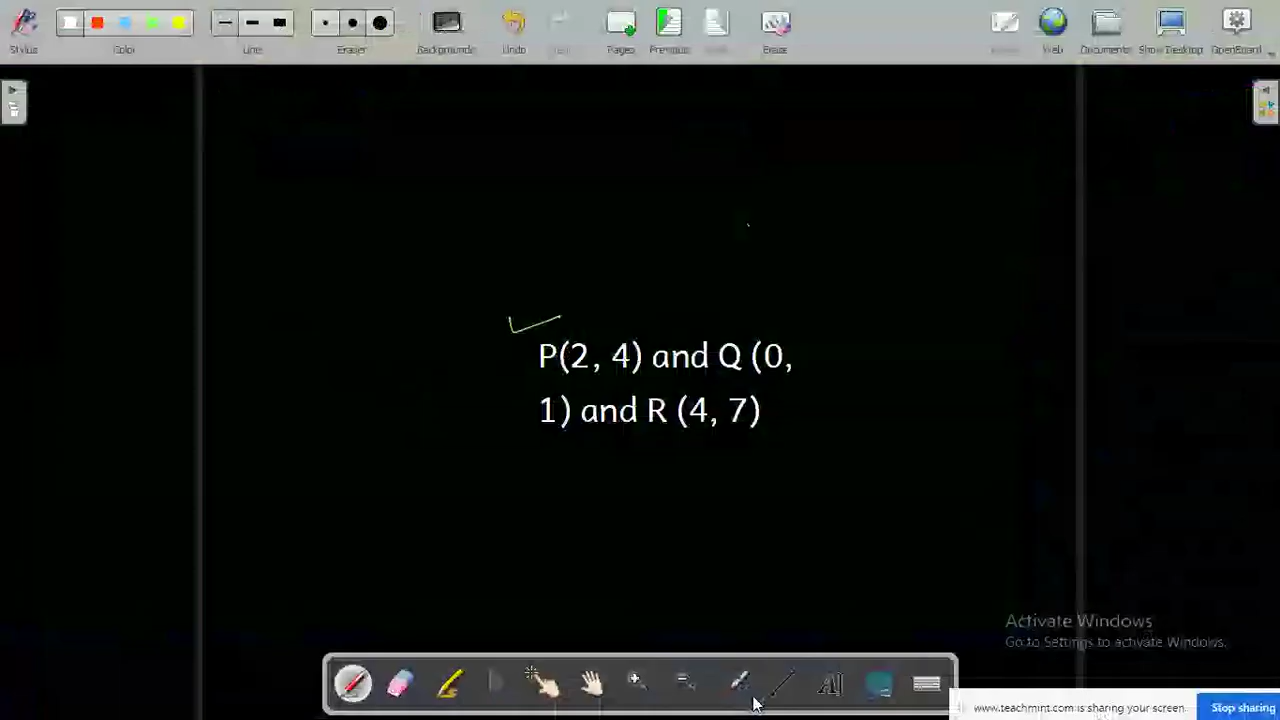 Stylus
Color
Line
Eraser
Backgrounds
Undo
Pages
Previous
Erase
Web
Documents
Show Desktop
OpenBoard
P(2, 4) and Q (0,
1) and R (4, 7)
Activate Windows
Go to Settings to activate Windows.
www.teachmint.com is sharing your screen.
Stop sharing